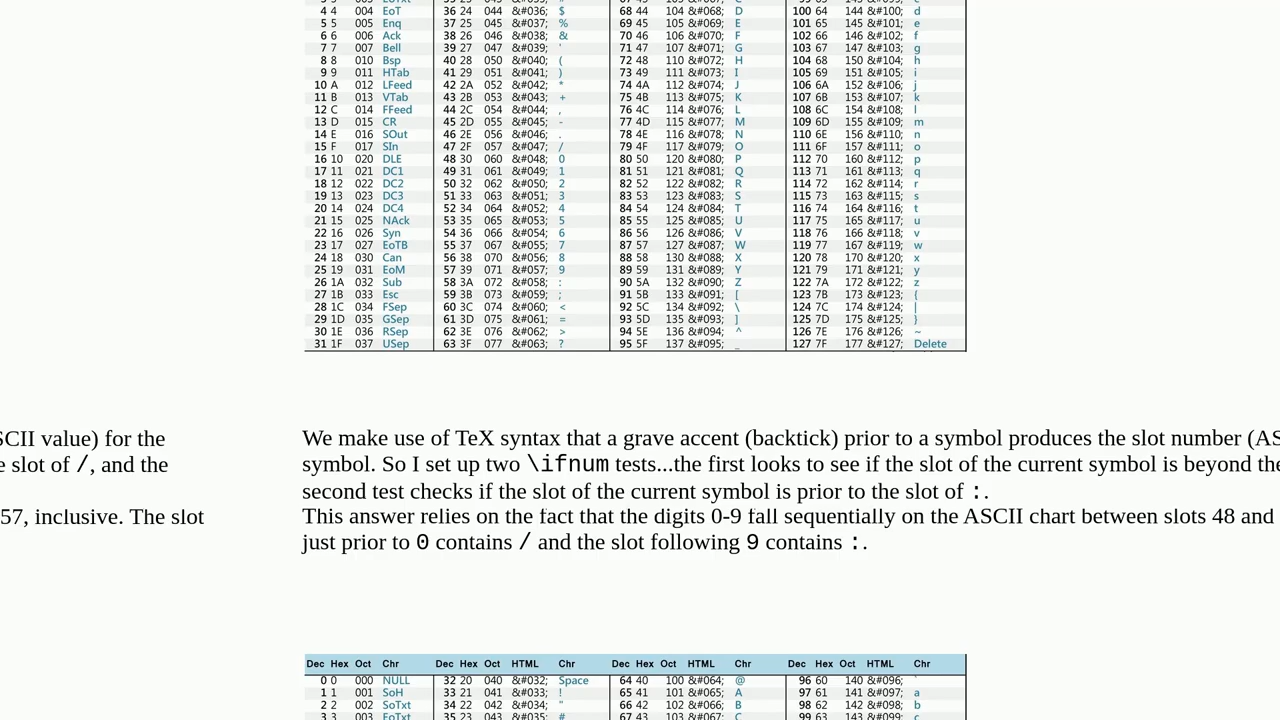 4 4 004 EoT 36 24 044 &#036; $ 68 44 104 &#068; D 100 64 144 &#100; d
5 5 005 Enq 37 25 045 &#037; % 69 45 105 &#069; E 101 65 145 &#101; e
6 6 006 Ack 38 26 046 &#038; & 70 46 106 &#070; F 102 66 146 &#102; f
7 7 007 Bell 39 27 047 &#039; ' 71 47 107 &#071; G 103 67 147 &#103; g
8 8 010 Bsp 40 28 050 &#040; ( 72 48 110 &#072; H 104 68 150 &#104; h
9 9 011 HTab 41 29 051 &#041; ) 73 49 111 &#073; I 105 69 151 &#105; i
10 A 012 LFeed 42 2A 052 &#042; * 74 4A 112 &#074; J 106 6A 152 &#106; j
11 B 013 VTab 43 2B 053 &#043; + 75 4B 113 &#075; K 107 6B 153 &#107; k
12 C 014 FFeed 44 2C 054 &#044; , 76 4C 114 &#076; L 108 6C 154 &#108; l
13 D 015 CR 45 2D 055 &#045; - 77 4D 115 &#077; M 109 6D 155 &#109; m
14 E 016 SOut 46 2E 056 &#046; . 78 4E 116 &#078; N 110 6E 156 &#110; n
15 F 017 SIn 47 2F 057 &#047; / 79 4F 117 &#079; O 111 6F 157 &#111; o
16 10 020 DLE 48 30 060 &#048; 0 80 50 120 &#080; P 112 70 160 &#112; p
17 11 021 DC1 49 31 061 &#049; 1 81 51 121 &#081; Q 113 71 161 &#113; q
18 12 022 DC2 50 32 062 &#050; 2 82 52 122 &#082; R 114 72 162 &#114; r
19 13 023 DC3 51 33 063 &#051; 3 83 53 123 &#083; S 115 73 163 &#115; s
20 14 024 DC4 52 34 064 &#052; 4 84 54 124 &#084; T 116 74 164 &#116; t
21 15 025 NAck 53 35 065 &#053; 5 85 55 125 &#085; U 117 75 165 &#117; u
22 16 026 Syn 54 36 066 &#054; 6 86 56 126 &#086; V 118 76 166 &#118; v
23 17 027 EoTB 55 37 067 &#055; 7 87 57 127 &#087; W 119 77 167 &#119; w
24 18 030 Can 56 38 070 &#056; 8 88 58 130 &#088; X 120 78 170 &#120; x
25 19 031 EoM 57 39 071 &#057; 9 89 59 131 &#089; Y 121 79 171 &#121; y
26 1A 032 Sub 58 3A 072 &#058; : 90 5A 132 &#090; Z 122 7A 172 &#122; z
27 1B 033 Esc 59 3B 073 &#059; ; 91 5B 133 &#091; [ 123 7B 173 &#123; {
28 1C 034 FSep 60 3C 074 &#060; < 92 5C 134 &#092; \ 124 7C 174 &#124; |
29 1D 035 GSep 61 3D 075 &#061; = 93 5D 135 &#093; ] 125 7D 175 &#125; }
30 1E 036 RSep 62 3E 076 &#062; > 94 5E 136 &#094; ^ 126 7E 176 &#126; ~
31 1F 037 USep 63 3F 077 &#063; ? 95 5F 137 &#095; _ 127 7F 177 &#127; Delete
SCII value) for the
e slot of /, and the
57, inclusive. The slot
We make use of TeX syntax that a grave accent (backtick) prior to a symbol produces the slot number (AS
symbol. So I set up two \ifnum tests...the first looks to see if the slot of the current symbol is beyond the
second test checks if the slot of the current symbol is prior to the slot of :.
This answer relies on the fact that the digits 0-9 fall sequentially on the ASCII chart between slots 48 and
just prior to 0 contains / and the slot following 9 contains :.
Dec Hex Oct Chr Dec Hex Oct HTML Chr Dec Hex Oct HTML Chr Dec Hex Oct HTML Chr
0 0 000 NULL 32 20 040 &#032; Space 64 40 100 &#064; @ 96 60 140 &#096; `
1 1 001 SoH 33 21 041 &#033; ! 65 41 101 &#065; A 97 61 141 &#097; a
2 2 002 SoTxt 34 22 042 &#034; " 66 42 102 &#066; B 98 62 142 &#098; b
3 3 003 EoTxt 35 23 043 &#035; # 67 43 103 &#067; C 99 63 143 &#099; c